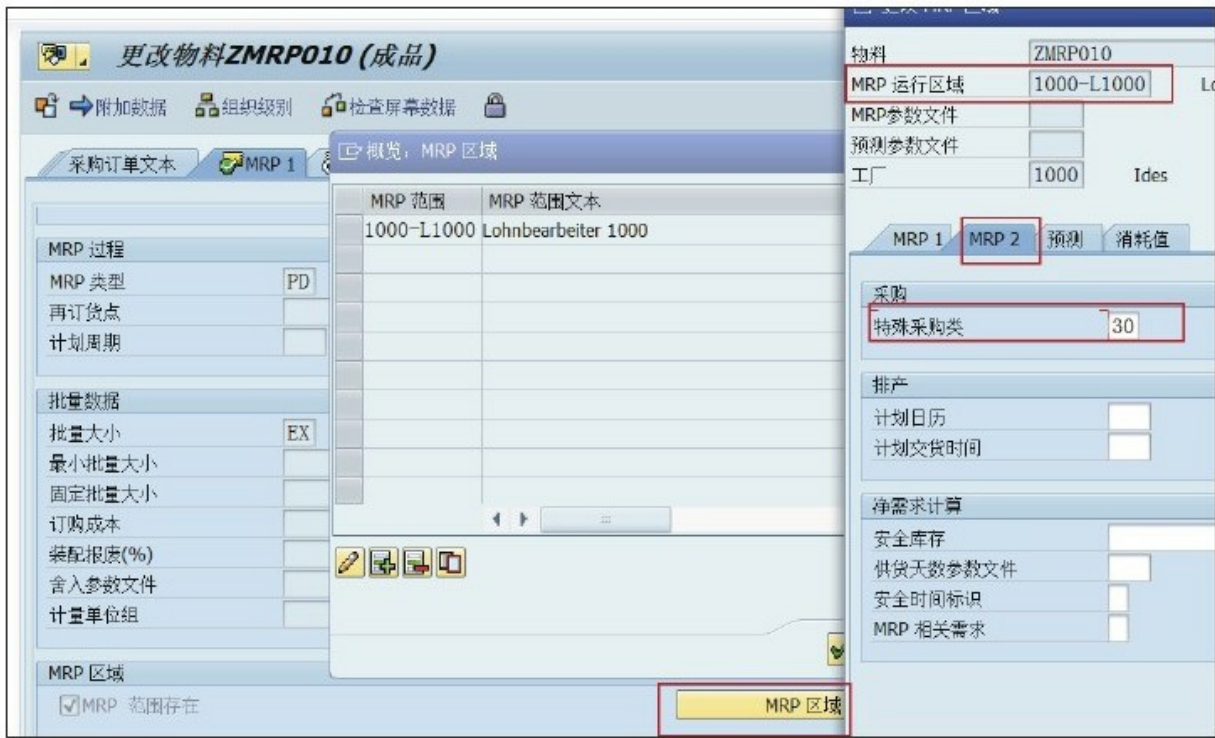 更改物料ZMRP010 (成品)
附加数据 组织级别 检查屏幕数据
采购订单文本 MRP 1
MRP 过程
MRP 类型 PD
再订货点
计划周期
批量数据
批量大小 EX
最小批量大小
固定批量大小
订购成本
装配报废(%)
舍入参数文件
计量单位组
MRP 区域
MRP 范围存在
MRP 区域
概览: MRP 区域
MRP 范围 MRP 范围文本
1000-L1000 Lohnbearbeiter 1000
物料 ZMRP010
MRP 运行区域 1000-L1000 Lo
MRP参数文件
预测参数文件
工厂 1000 Ides
MRP 1 MRP 2 预测 消耗值
采购
特殊采购类 30
排产
计划日历
计划交货时间
净需求计算
安全库存
供货天数参数文件
安全时间标识
MRP 相关需求